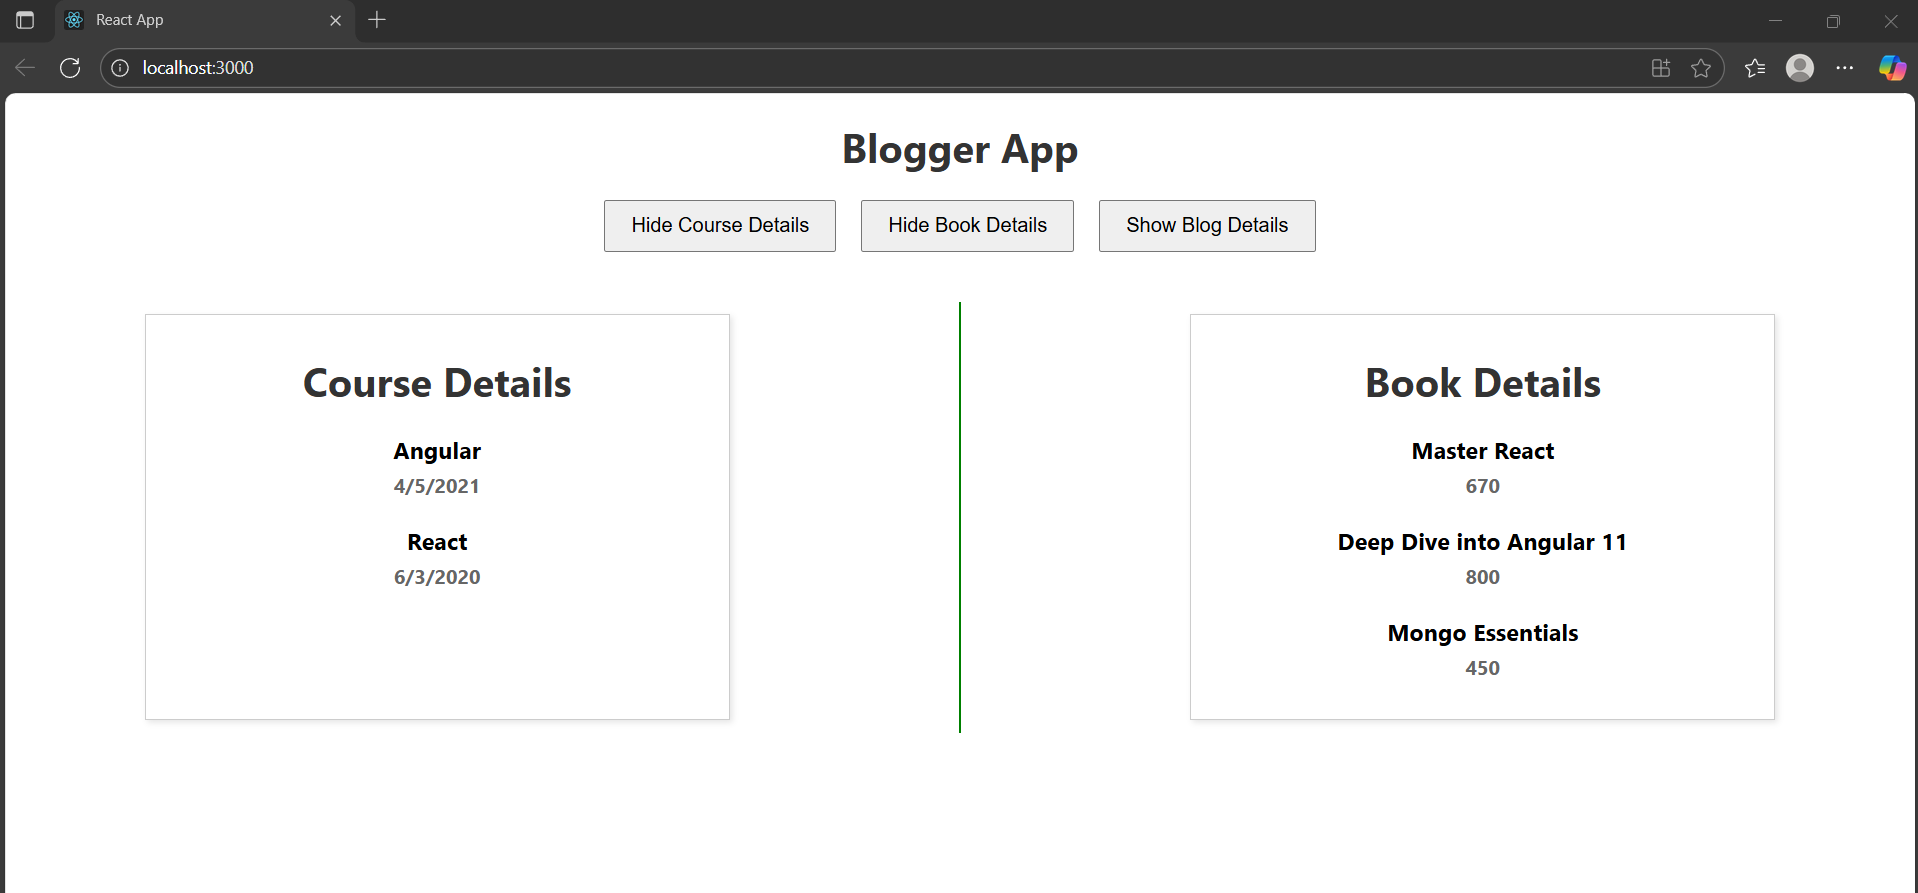 React App
localhost:3000
Blogger App
Hide Course Details
Hide Book Details
Show Blog Details
Course Details
Angular
4/5/2021
React
6/3/2020
Book Details
Master React
670
Deep Dive into Angular 11
800
Mongo Essentials
450